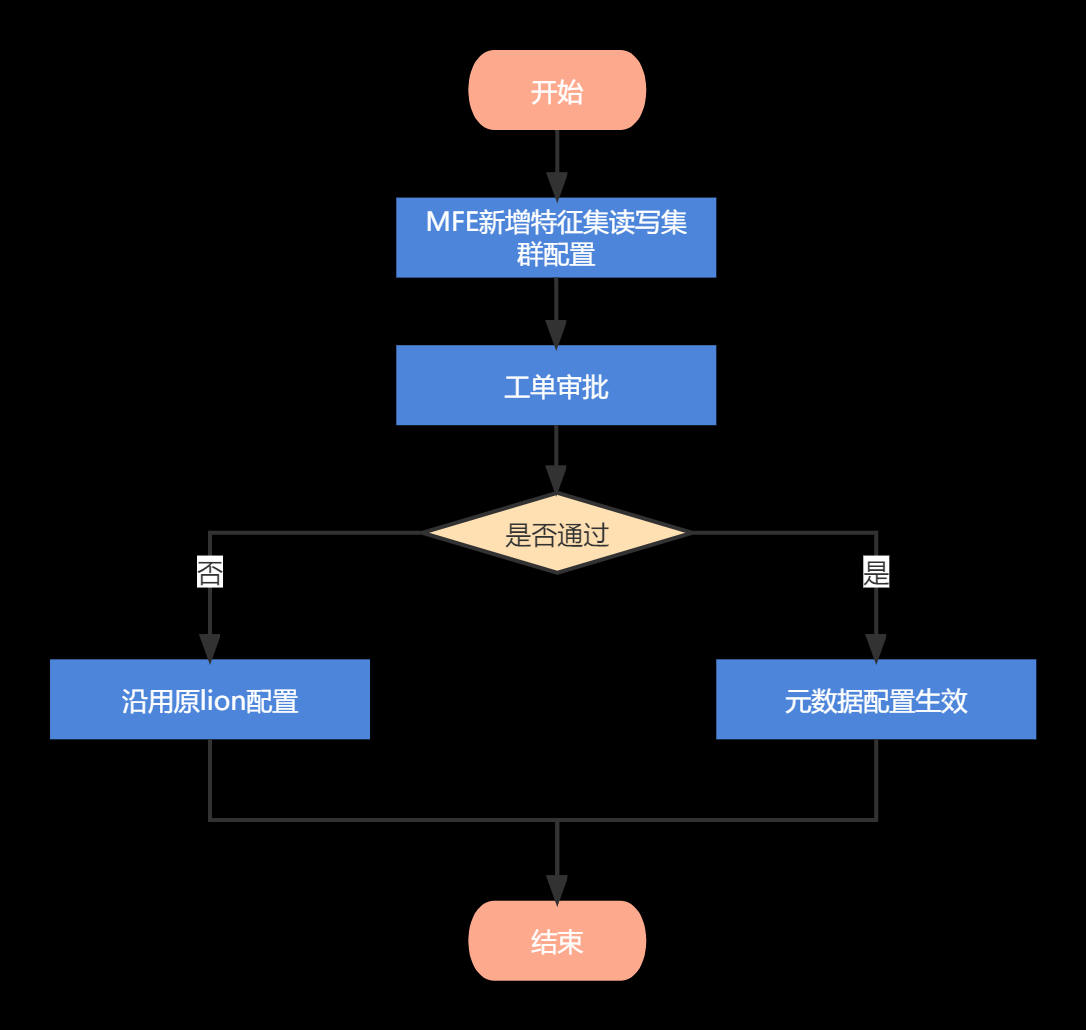 开始
MFE新增特征集读写集
群配置
工单审批
是否通过
否
是
沿用原lion配置
元数据配置生效
结束